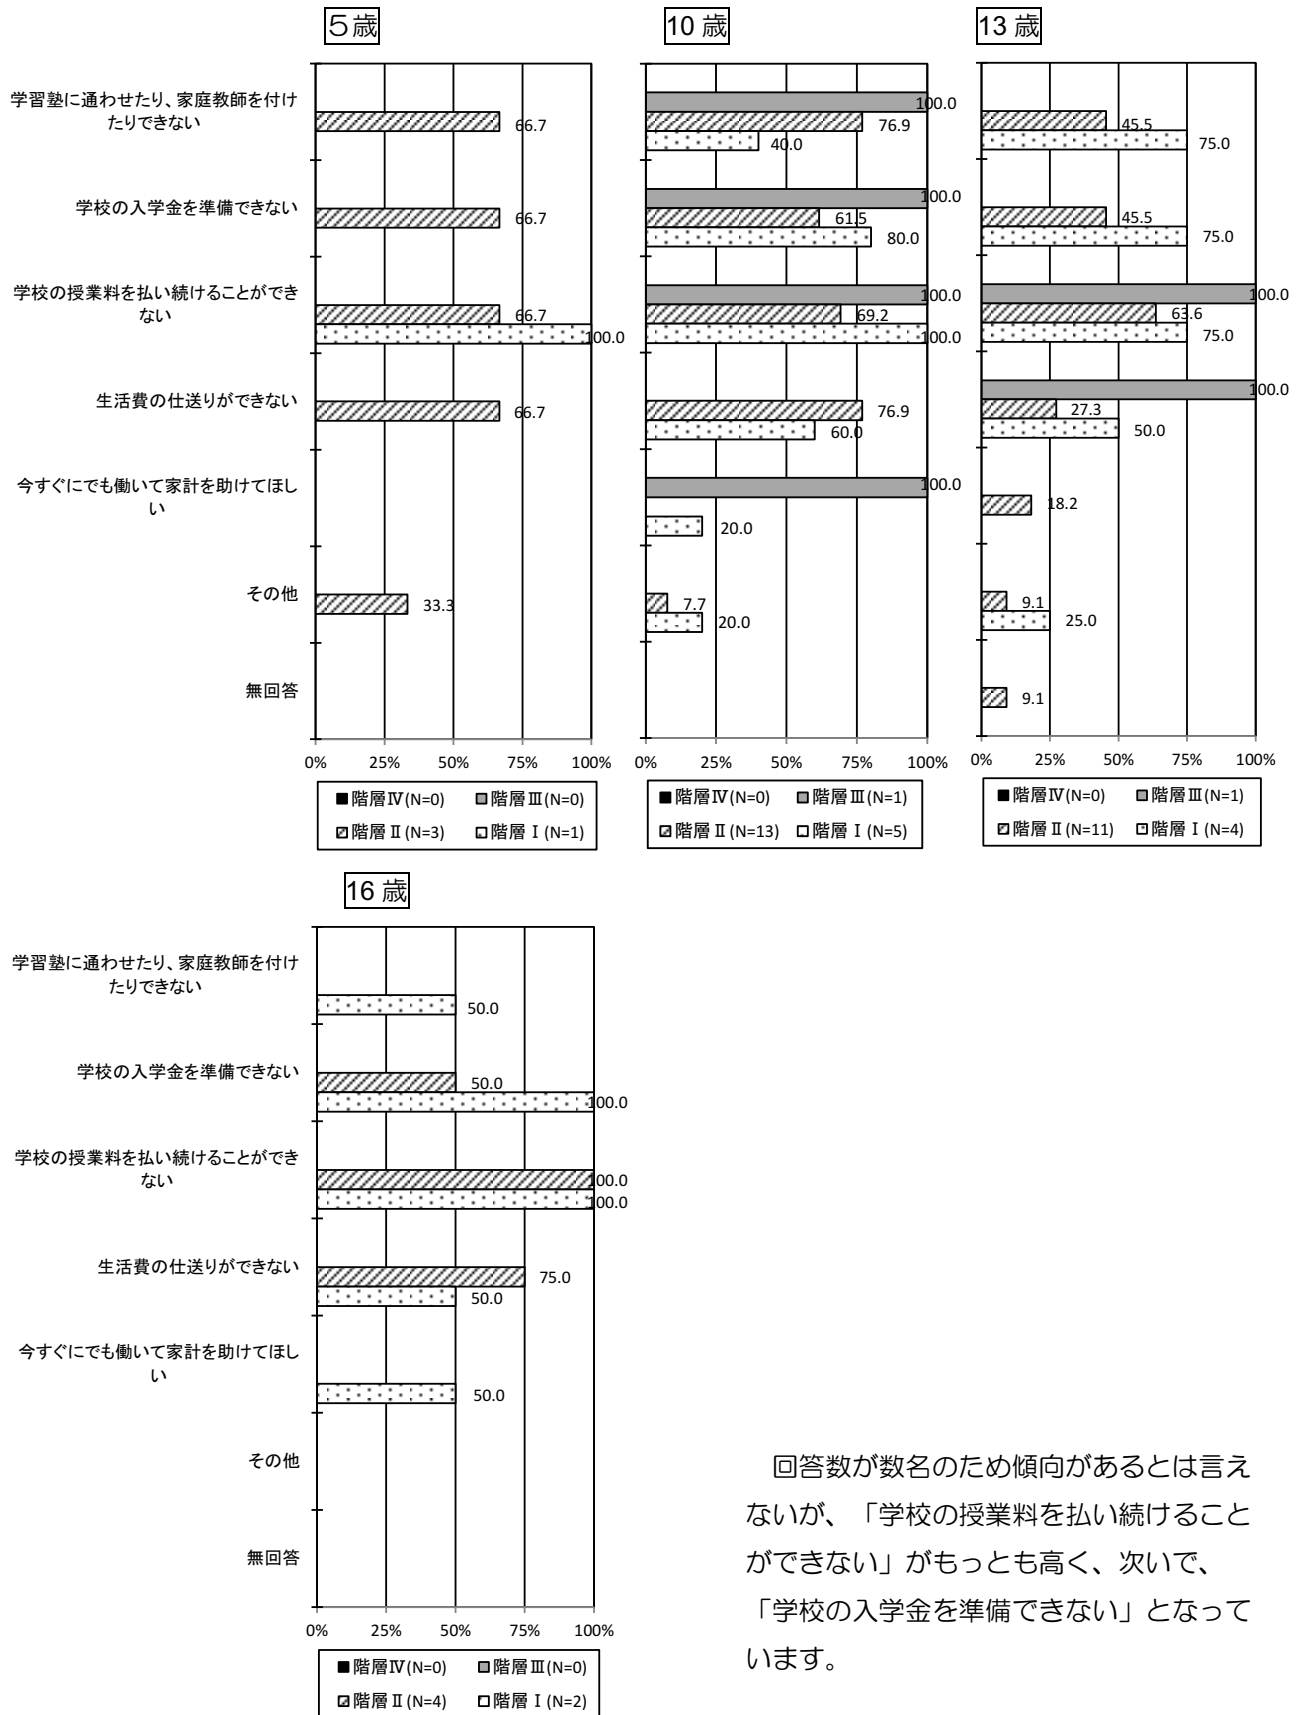 5歳
学習塾に通わせたり、家庭教師を付け
たりできない
学校の入学金を準備できない
学校の授業料を払い続けることができ
ない
生活費の仕送りができない
今すぐにでも働いて家計を助けてほし
い
その他
無回答
66.7
66.7
66.7
100.0
66.7
33.3
0% 25% 50% 75% 100%
■階層Ⅳ(N=0) 階層Ⅲ(N=0)
階層Ⅱ(N=3) 階層Ⅰ(N=1)
10 歳
100.0
76.9
40.0
100.0
61.5
80.0
100.0
69.2
100.0
76.9
60.0
100.0
20.0
7.7
20.0
0% 25% 50% 75% 100%
■階層Ⅳ(N=0) 階層Ⅲ(N=1)
階層Ⅱ(N=13) 階層Ⅰ(N=5)
13 歳
45.5
75.0
45.5
75.0
100.0
63.6
75.0
100.0
27.3
50.0
18.2
9.1
25.0
9.1
0% 25% 50% 75% 100%
■階層Ⅳ(N=0) 階層Ⅲ(N=1)
階層Ⅱ(N=11) 階層Ⅰ(N=4)
16 歳
学習塾に通わせたり、家庭教師を付け
たりできない
学校の入学金を準備できない
学校の授業料を払い続けることができ
ない
生活費の仕送りができない
今すぐにでも働いて家計を助けてほし
い
その他
無回答
50.0
50.0
100.0
100.0
100.0
75.0
50.0
50.0
0% 25% 50% 75% 100%
■階層Ⅳ(N=0) 階層Ⅲ(N=0)
階層Ⅱ(N=4) 階層Ⅰ(N=2)
回答数が数名のため傾向があるとは言え
ないが、「学校の授業料を払い続けること
ができない」がもっとも高く、次いで、
「学校の入学金を準備できない」となって
います。